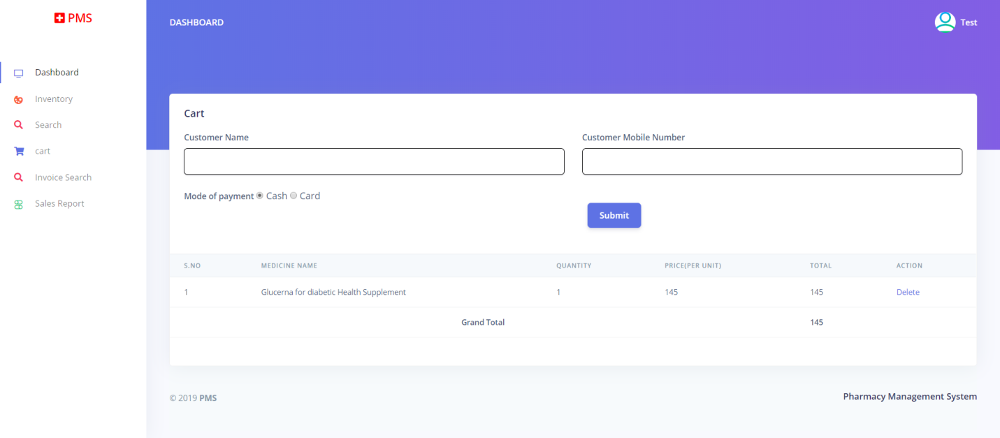 PMS
Dashboard
Inventory
Search
cart
Invoice Search
Sales Report
DASHBOARD
Test
Cart
Customer Name
Customer Mobile Number
Mode of payment Cash Card
Submit
S.NO MEDICINE NAME QUANTITY PRICE(PER UNIT) TOTAL ACTION
1 Glucerna for diabetic Health Supplement 1 145 145 Delete
Grand Total 145
© 2019 PMS
Pharmacy Management System